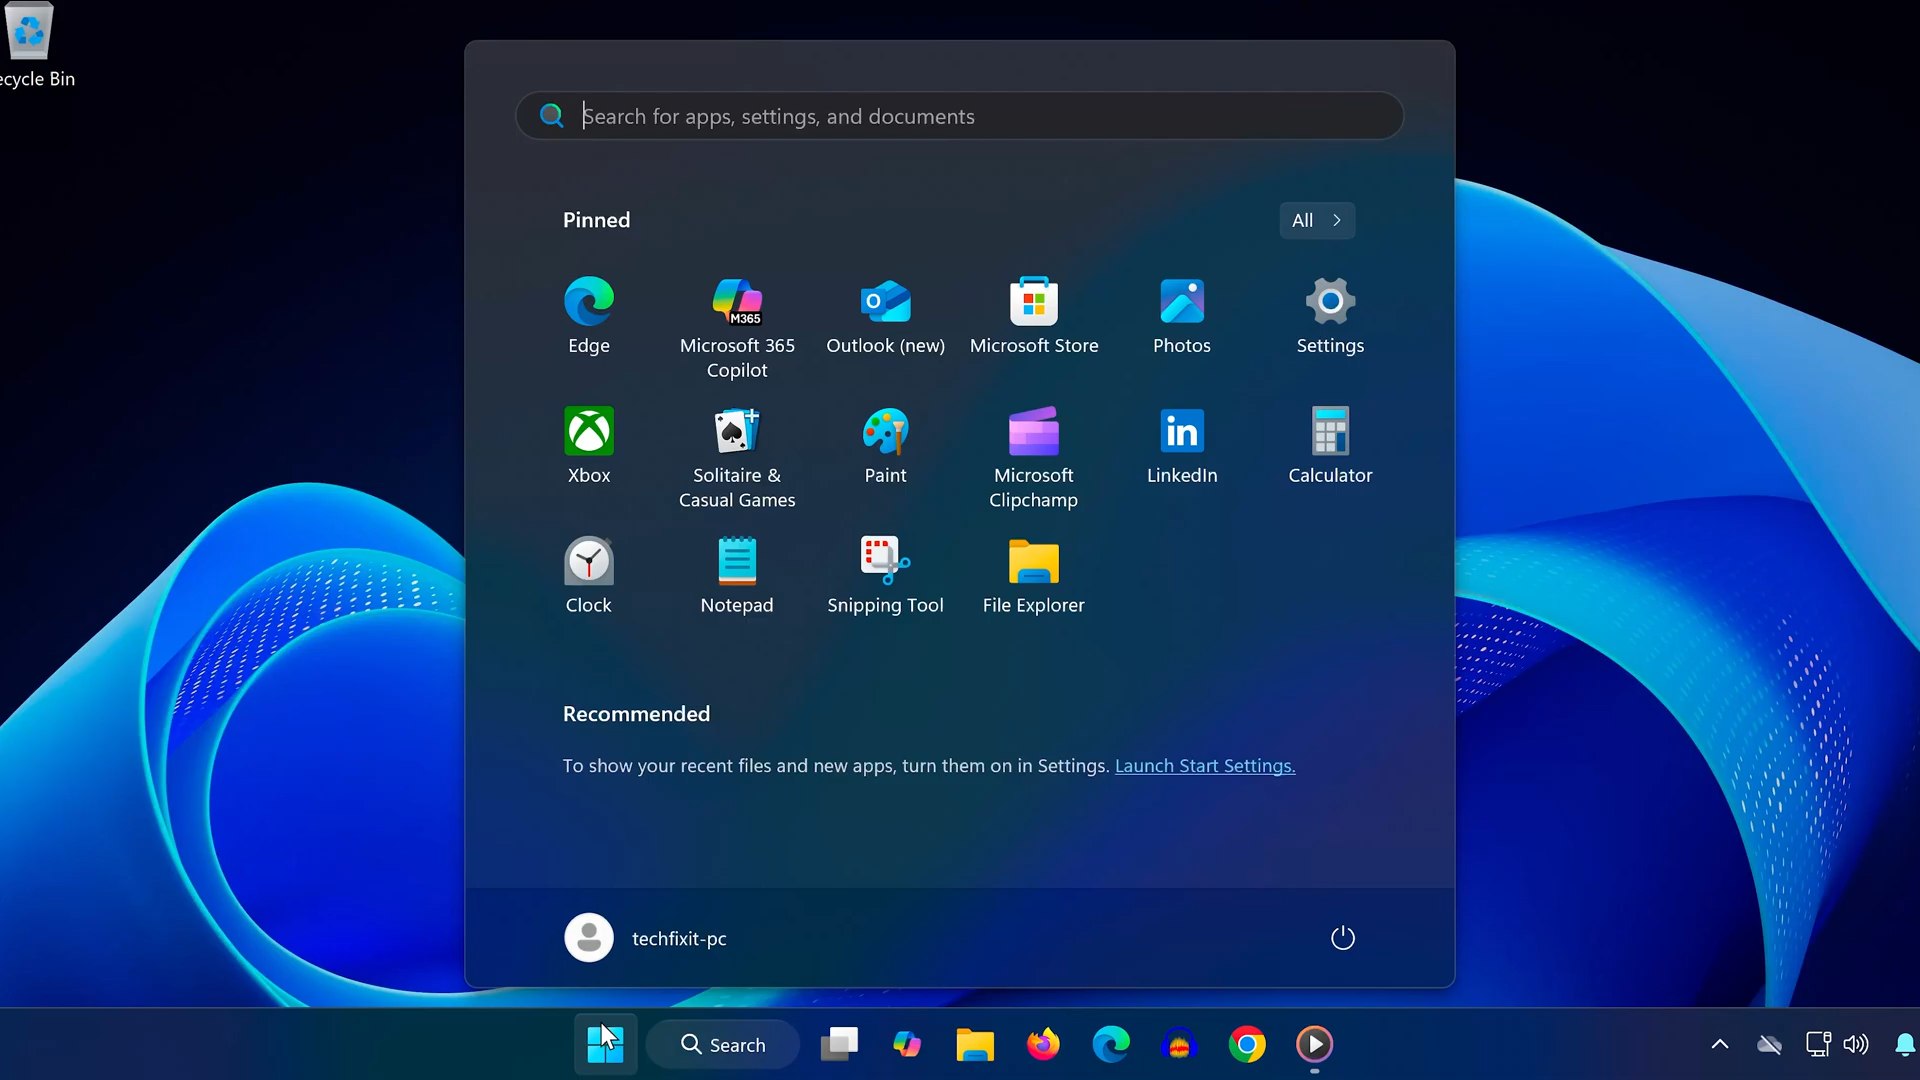 ecycle Bin
Search for apps, settings, and documents
Pinned
All
Edge
Microsoft 365
Copilot
Outlook (new)
Microsoft Store
Photos
Settings
M365
Xbox
Solitaire &
Casual Games
Paint
Microsoft
Clipchamp
LinkedIn
Calculator
in
Clock
Notepad
Snipping Tool
File Explorer
Recommended
To show your recent files and new apps, turn them on in Settings. Launch Start Settings.
techfixit-pc
Search